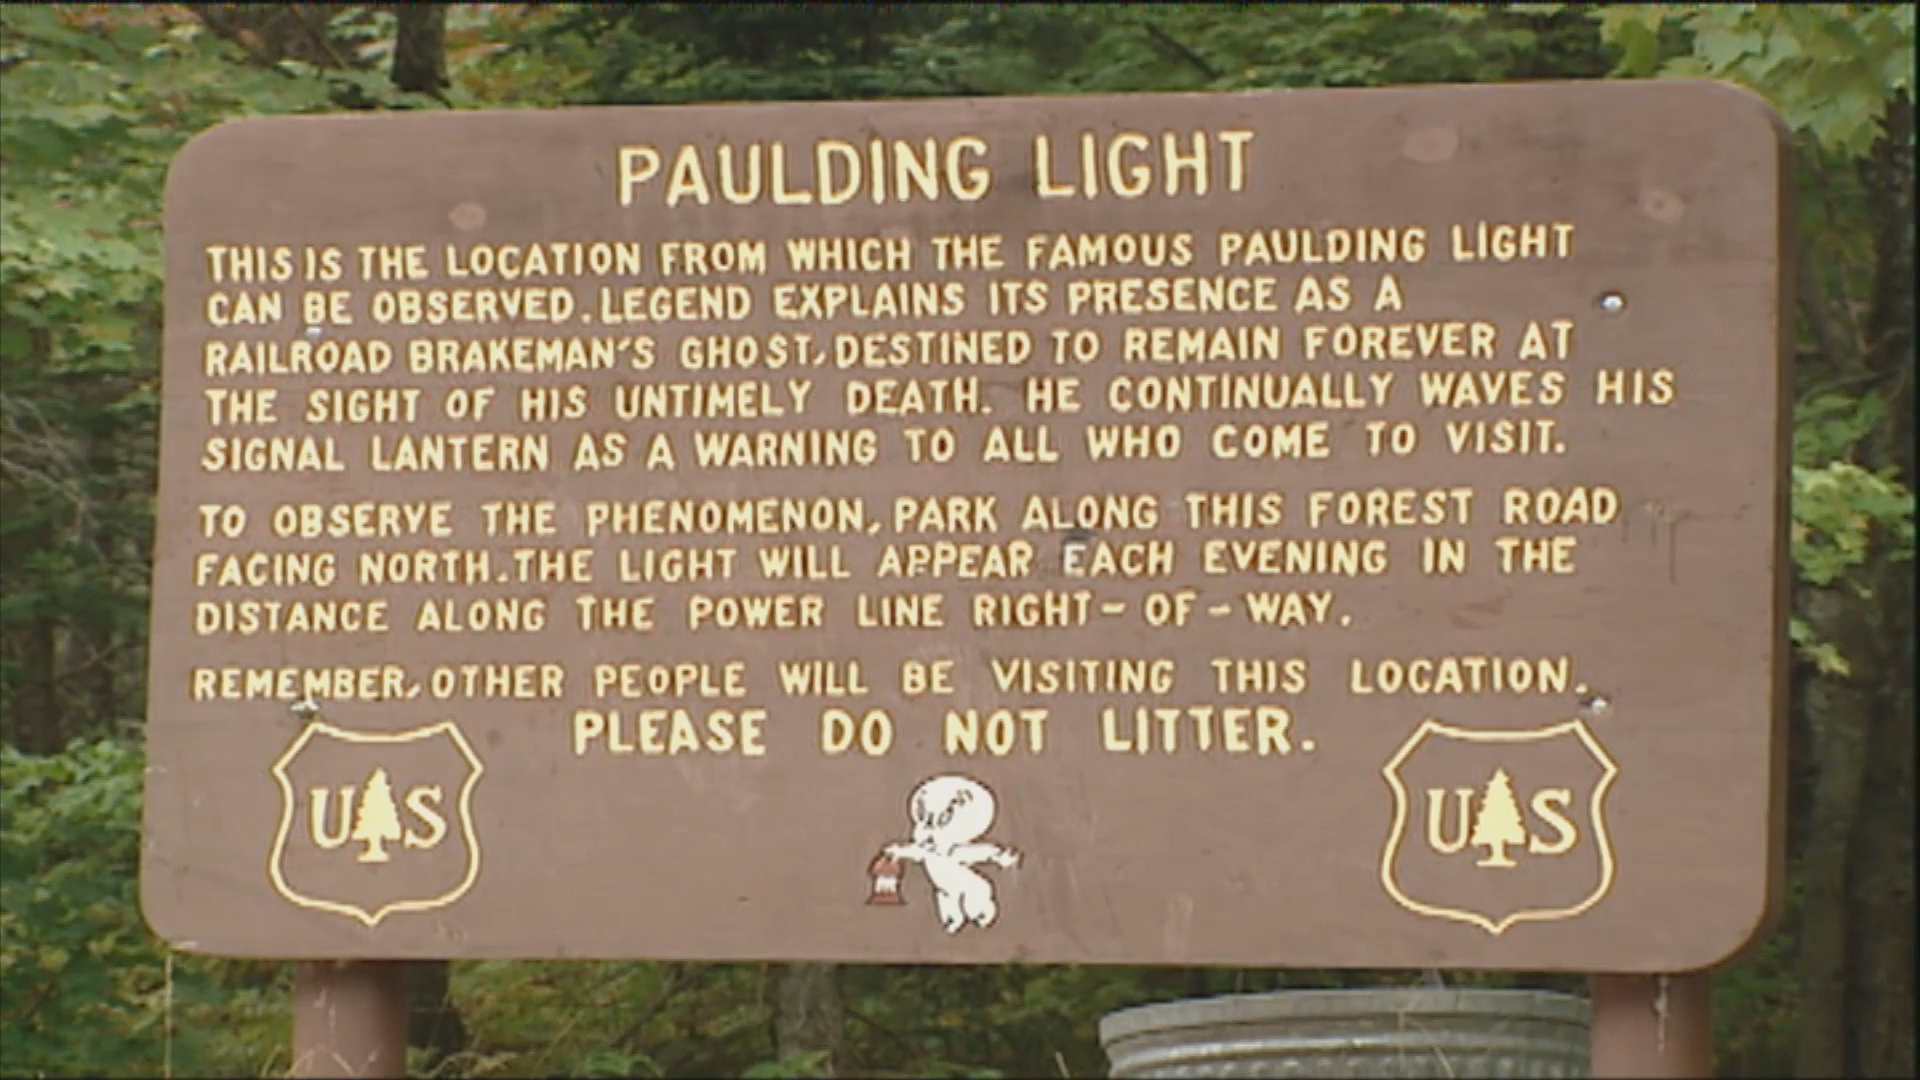 PAULDING LIGHT
THIS IS THE LOCATION FROM WHICH THE FAMOUS PAULDING LIGHT
CAN BE OBSERVED. LEGEND EXPLAINS ITS PRESENCE AS A
RAILROAD BRAKEMAN'S GHOST, DESTINED TO REMAIN FOREVER AT
THE SIGHT OF HIS UNTIMELY DEATH. HE CONTINUALLY WAVES HIS
SIGNAL LANTERN AS A WARNING TO ALL WHO COME TO VISIT.
TO OBSERVE THE PHENOMENON, PARK ALONG THIS FOREST ROAD
FACING NORTH. THE LIGHT WILL APPEAR EACH EVENING IN THE
DISTANCE ALONG THE POWER LINE RIGHT-OF-WAY.
REMEMBER, OTHER PEOPLE WILL BE VISITING THIS LOCATION.
PLEASE DO NOT LITTER.
US
US